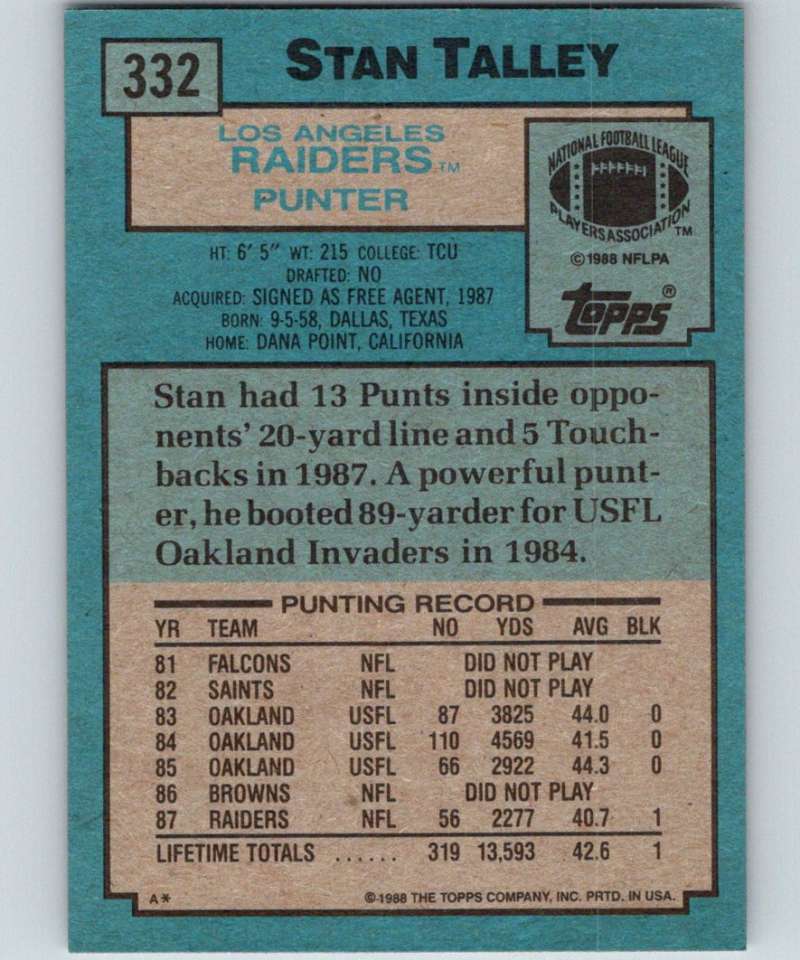 332
STAN TALLEY
LOS ANGELES
RAIDERS TM
PUNTER
NATIONAL FOOTBALL LEAGUE
PLAYERS ASSOCIATION TM
© 1988 NFLPA
topps®
HT: 6' 5" WT: 215 COLLEGE: TCU
DRAFTED: NO
ACQUIRED: SIGNED AS FREE AGENT, 1987
BORN: 9-5-58, DALLAS, TEXAS
HOME: DANA POINT, CALIFORNIA
Stan had 13 Punts inside oppo-
nents' 20-yard line and 5 Touch-
backs in 1987. A powerful punt-
er, he booted 89-yarder for USFL
Oakland Invaders in 1984.
PUNTING RECORD
YR TEAM NO YDS AVG BLK
81 FALCONS NFL DID NOT PLAY
82 SAINTS NFL DID NOT PLAY
83 OAKLAND USFL 87 3825 44.0 0
84 OAKLAND USFL 110 4569 41.5 0
85 OAKLAND USFL 66 2922 44.3 0
86 BROWNS NFL DID NOT PLAY
87 RAIDERS NFL 56 2277 40.7 1
LIFETIME TOTALS ...... 319 13,593 42.6 1
A* ©1988 THE TOPPS COMPANY, INC. PRTD. IN USA.